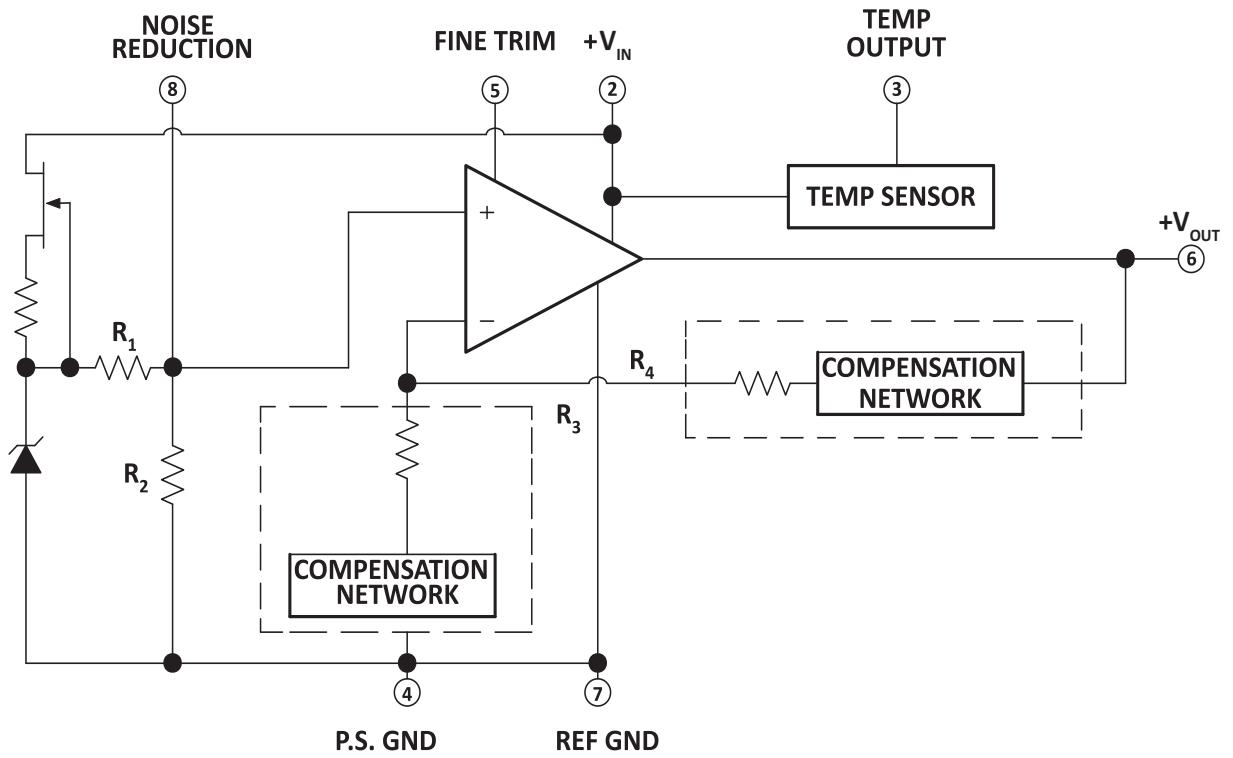 NOISE
REDUCTION
FINE TRIM
+VIN
TEMP
OUTPUT
8
5
2
3
TEMP SENSOR
+
+VOUT
6
R1
−
R4
COMPENSATION
NETWORK
R3
R2
COMPENSATION
NETWORK
4
7
P.S. GND
REF GND